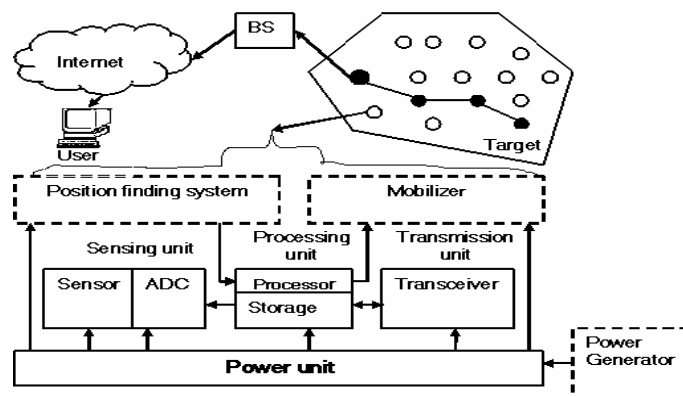 BS
Internet
User
Target
Position finding system
Mobilizer
Sensing unit
Processing
unit
Transmission
unit
Sensor
ADC
Processor
Storage
Transceiver
Power unit
Power
Generator